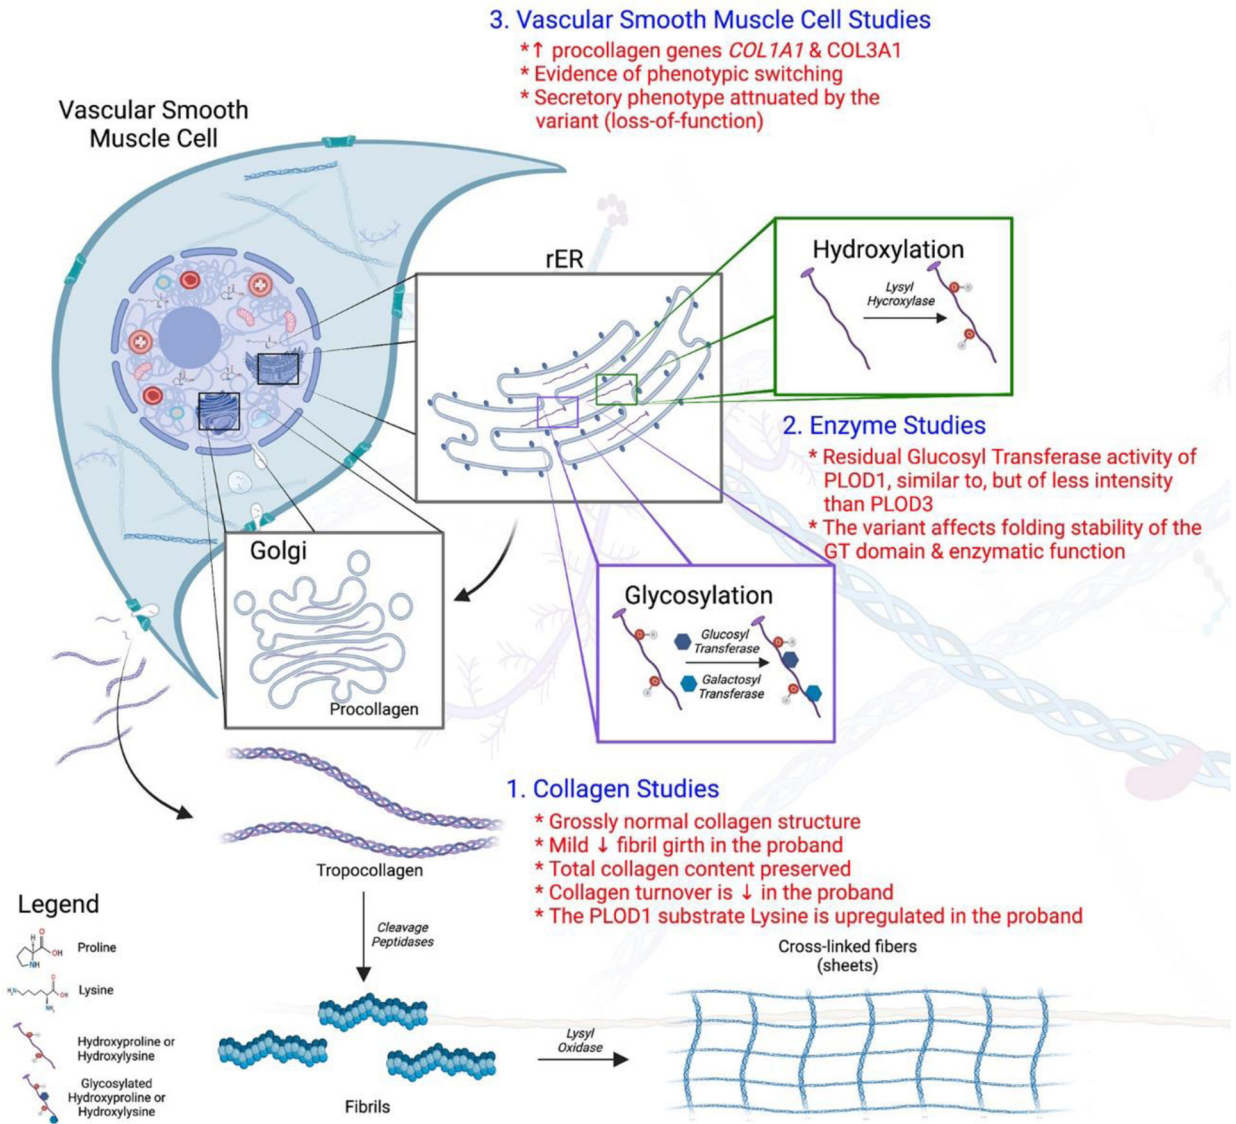 3. Vascular Smooth Muscle Cell Studies
*↑ procollagen genes COL1A1 & COL3A1
* Evidence of phenotypic switching
* Secretory phenotype attnuated by the
variant (loss-of-function)
Vascular Smooth
Muscle Cell
rER
Hydroxylation
Lysyl
Hycroxylase
2. Enzyme Studies
* Residual Glucosyl Transferase activity of
PLOD1, similar to, but of less intensity
than PLOD3
* The variant affects folding stability of the
GT domain & enzymatic function
Golgi
Procollagen
Glycosylation
Glucosyl
Transferase
Galactosyl
Transferase
1. Collagen Studies
* Grossly normal collagen structure
* Mild ↓ fibril girth in the proband
* Total collagen content preserved
* Collagen turnover is ↓ in the proband
* The PLOD1 substrate Lysine is upregulated in the proband
Tropocollagen
Cleavage
Peptidases
Fibrils
Lysyl
Oxidase
Cross-linked fibers
(sheets)
Legend
Proline
Lysine
Hydroxyproline or
Hydroxylysine
Glycosylated
Hydroxyproline or
Hydroxylysine